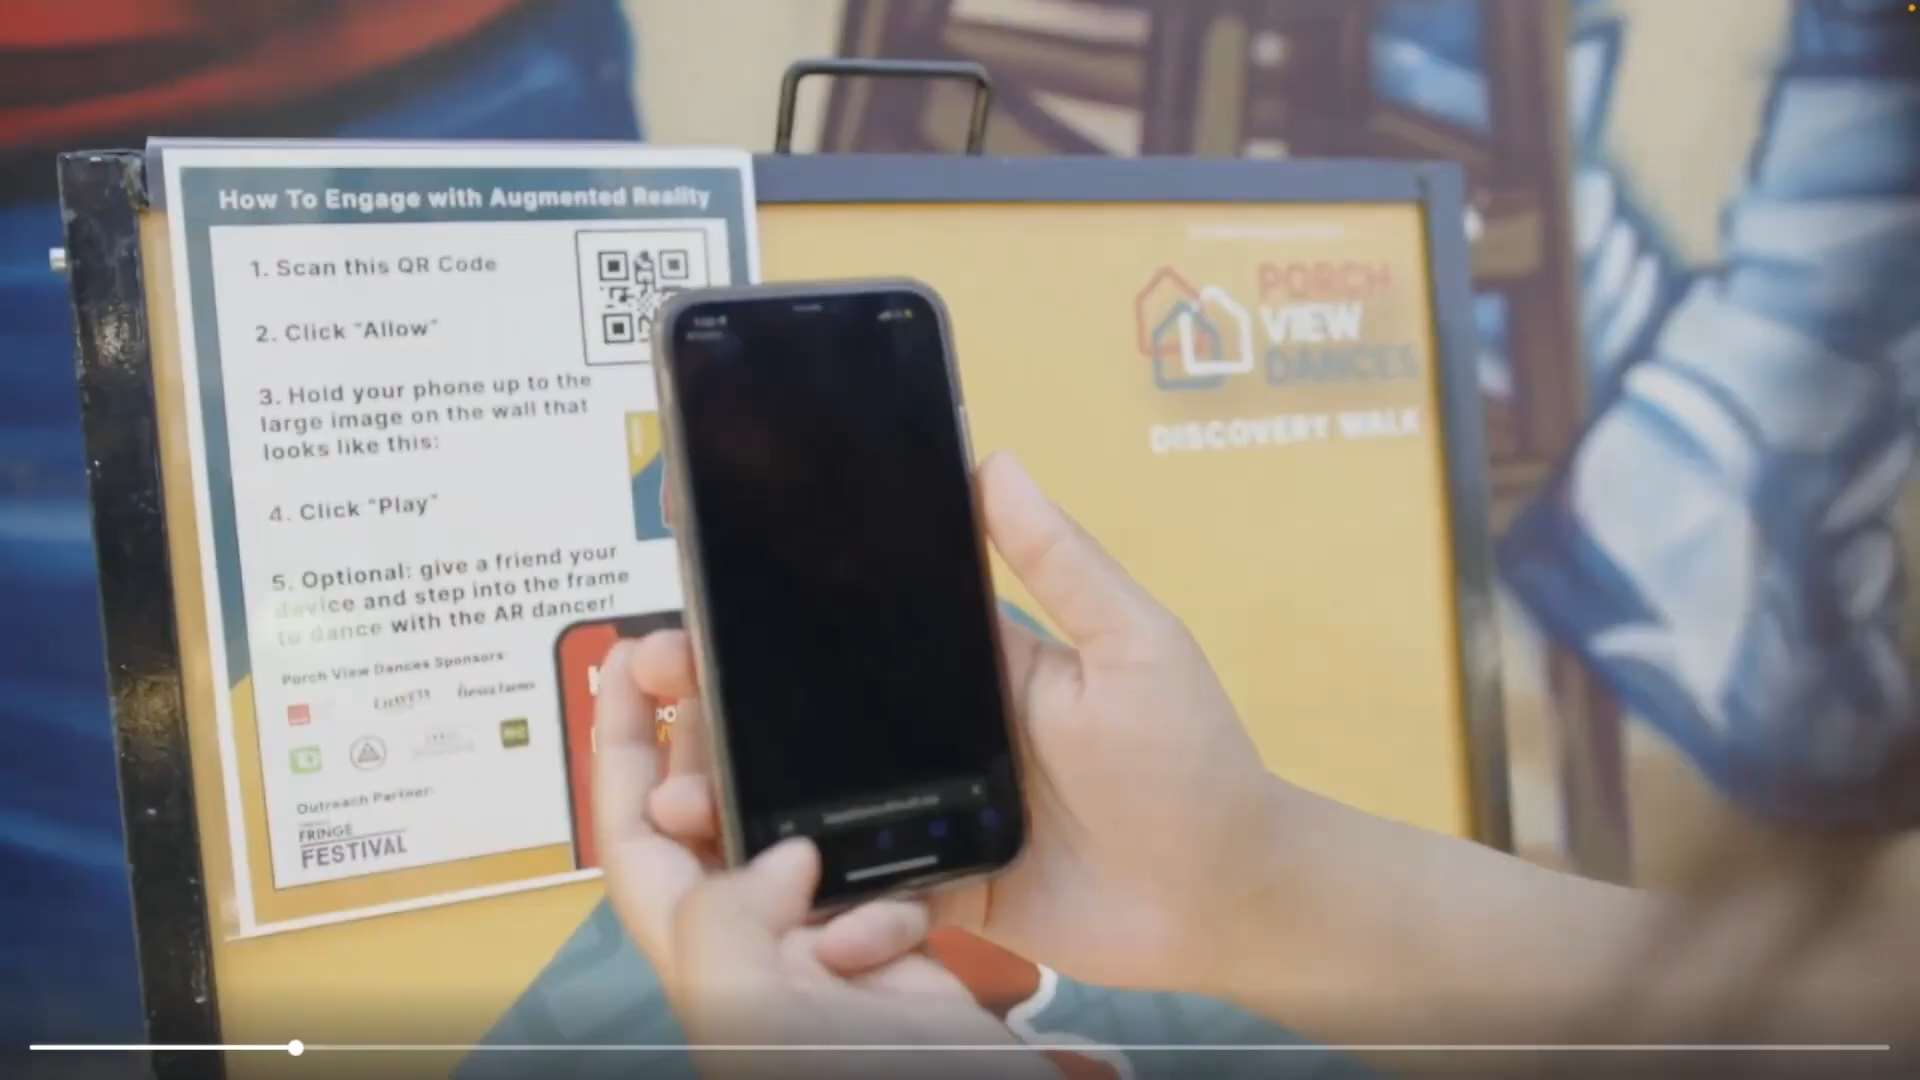 How To Engage with Augmented Reality
1. Scan this QR Code
2. Click “Allow”
3. Hold your phone up to the
large image on the wall that
looks like this:
4. Click “Play”
5. Optional: give a friend your
device and step into the frame
to dance with the AR dancer!
Porch View Dances Sponsors:
fiesta farms
TD
Outreach Partner:
FRINGE
FESTIVAL
PORCH
VIEW
DANCES
DISCOVERY WALK